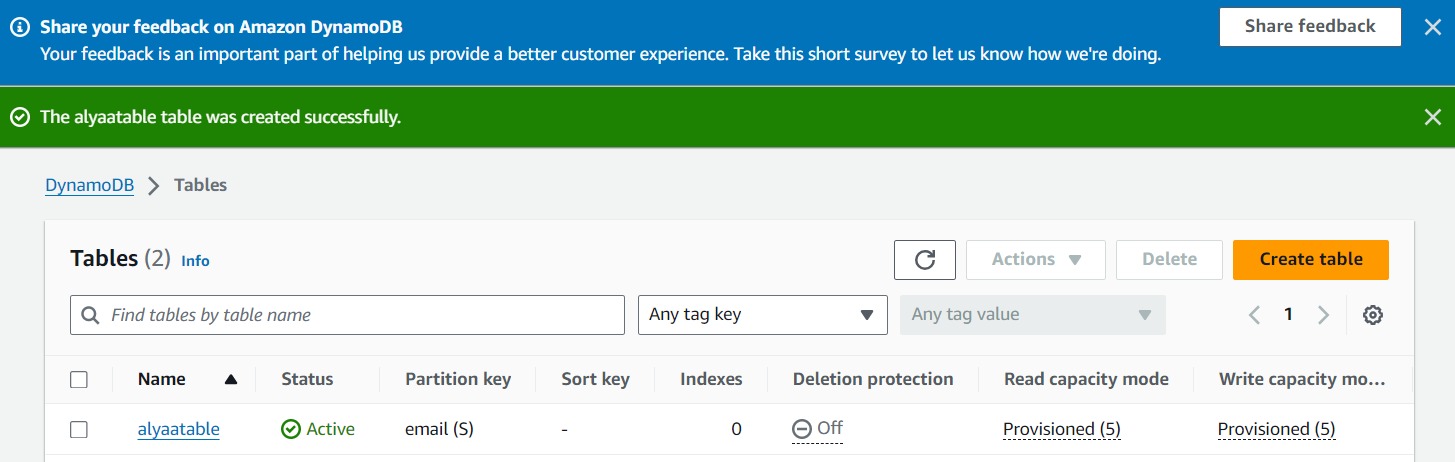 Share your feedback on Amazon DynamoDB
Share feedback
Your feedback is an important part of helping us provide a better customer experience. Take this short survey to let us know how we're doing.
The alyaatable table was created successfully.
DynamoDB Tables
Tables (2) Info
Actions Delete Create table
Find tables by table name Any tag key Any tag value 1
Name Status Partition key Sort key Indexes Deletion protection Read capacity mode Write capacity mo...
alyaatable Active email (S) - 0 Off Provisioned (5) Provisioned (5)